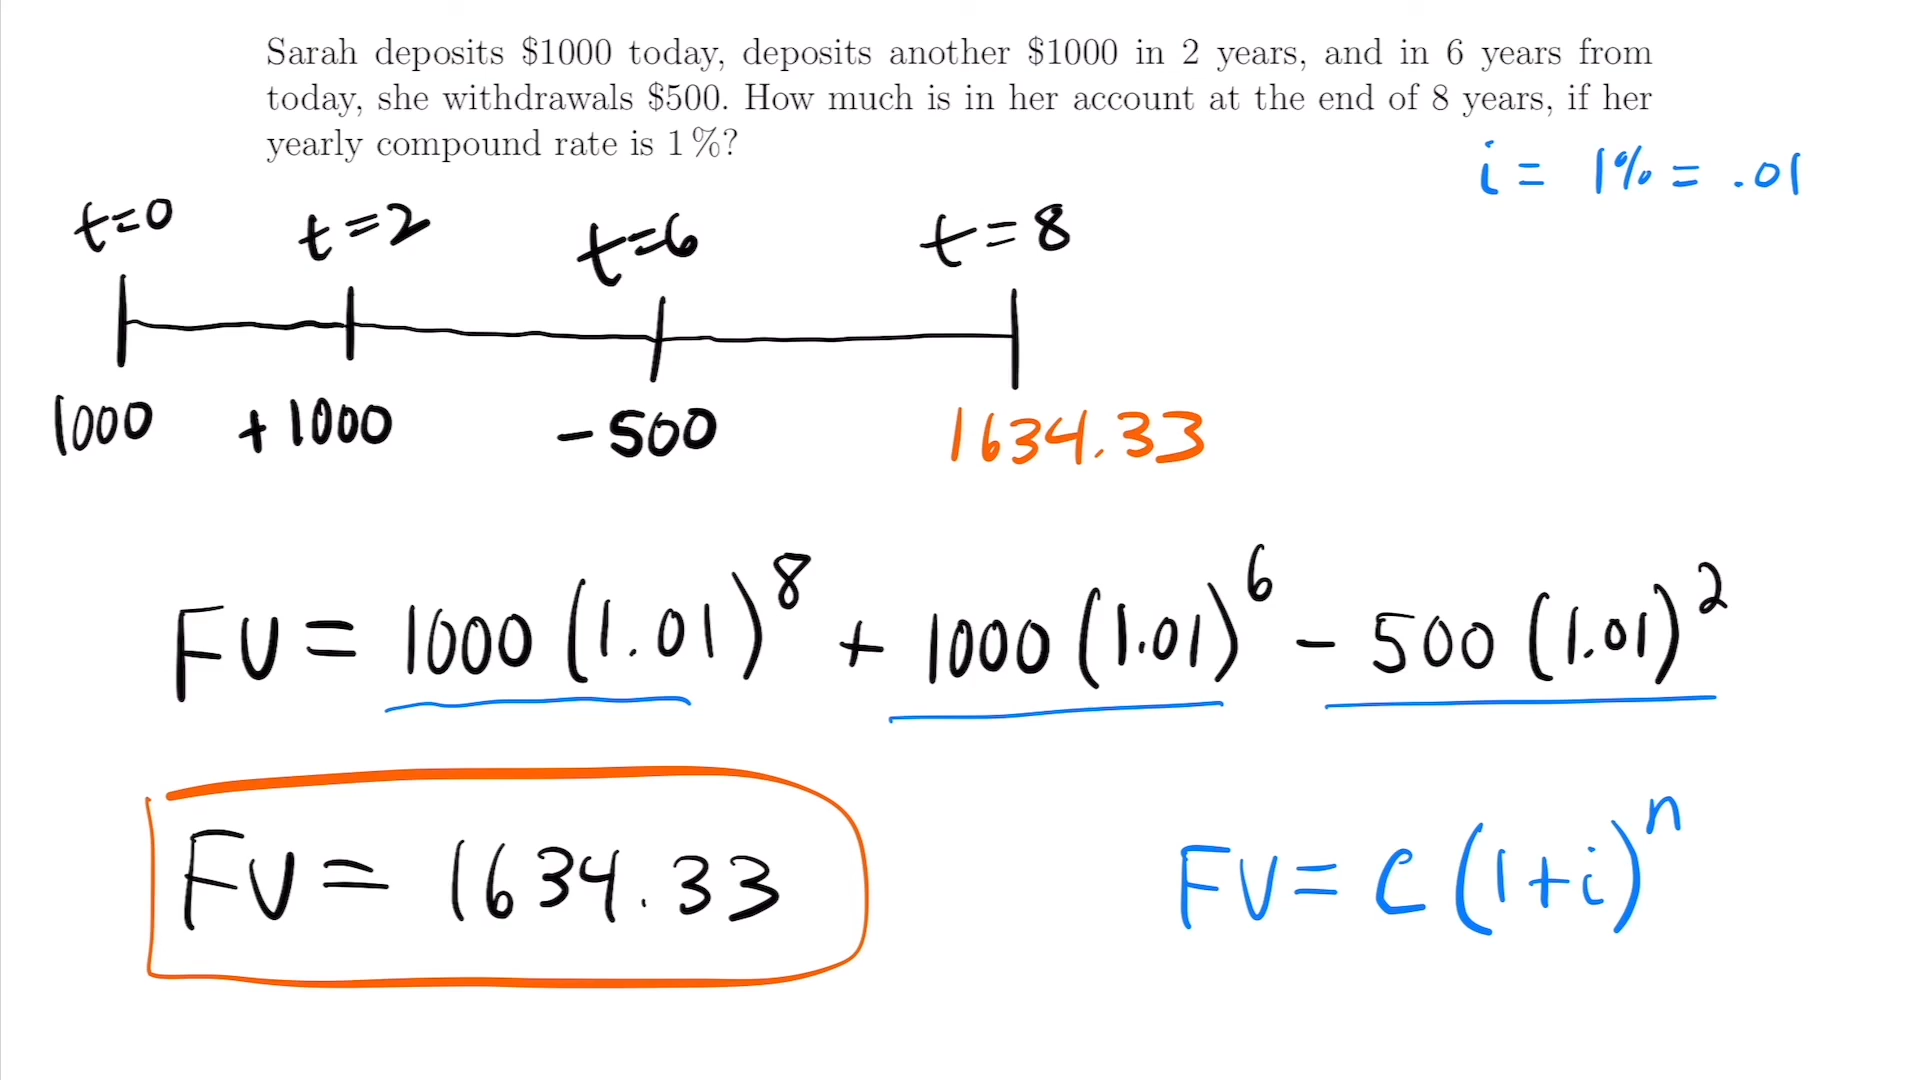 Sarah deposits $1000 today, deposits another $1000 in 2 years, and in 6 years from
today, she withdrawals $500. How much is in her account at the end of 8 years, if her
yearly compound rate is 1%?
i = 1% = .01
t=0 t=2 t=6 t=8
1000 +1000 -500 1634.33
FV = 1000 (1.01)^8 + 1000 (1.01)^6 - 500 (1.01)^2
FV = 1634.33
FV = C (1+i)^n